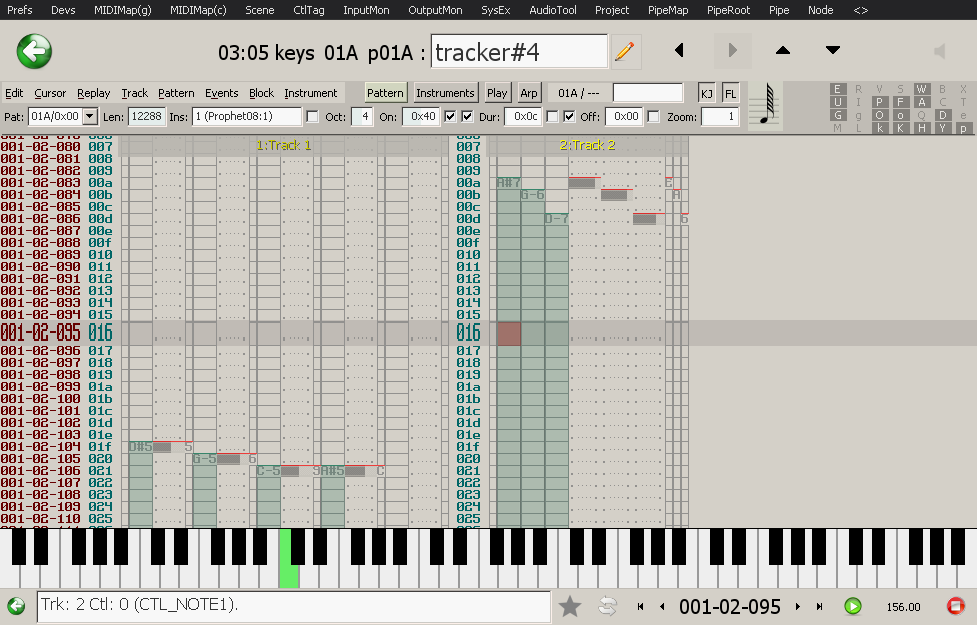 Prefs Devs MIDIMap(g) MIDIMap(c) Scene CtlTag InputMon OutputMon SysEx AudioTool Project PipeMap PipeRoot Pipe Node <>
03:05 keys 01A p01A : tracker#4
Edit Cursor Replay Track Pattern Events Block Instrument Pattern Instruments Play Arp 01A / --- KJ FL
Pat: 01A/0x00 Len: 12288 Ins: 1 (Prophet08:1) Oct: 4 On: 0x40 Dur: 0x0c Off: 0x00 Zoom: 1
E R V S W B X
U I P F A C T
G g O o Q D e
M L k K H Y p
001-02-080 007 1:Track 1 007 2:Track 2
001-02-081 008 008
001-02-082 009 009
001-02-083 00a 00a A#7 E
001-02-084 00b 00b G-6 A
001-02-085 00c 00c
001-02-086 00d 00d D-7 6
001-02-087 00e 00e
001-02-088 00f 00f
001-02-089 010 010
001-02-090 011 011
001-02-091 012 012
001-02-092 013 013
001-02-093 014 014
001-02-094 015 015
001-02-095 016 016
001-02-096 017 017
001-02-097 018 018
001-02-098 019 019
001-02-099 01a 01a
001-02-100 01b 01b
001-02-101 01c 01c
001-02-102 01d 01d
001-02-103 01e 01e
001-02-104 01f D#5 5 01f
001-02-105 020 G-5 6 020
001-02-106 021 C-5 9 A#5 C 021
001-02-107 022 022
001-02-108 023 023
001-02-109 024 024
001-02-110 025 025
Trk: 2 Ctl: 0 (CTL_NOTE1). 001-02-095 156.00